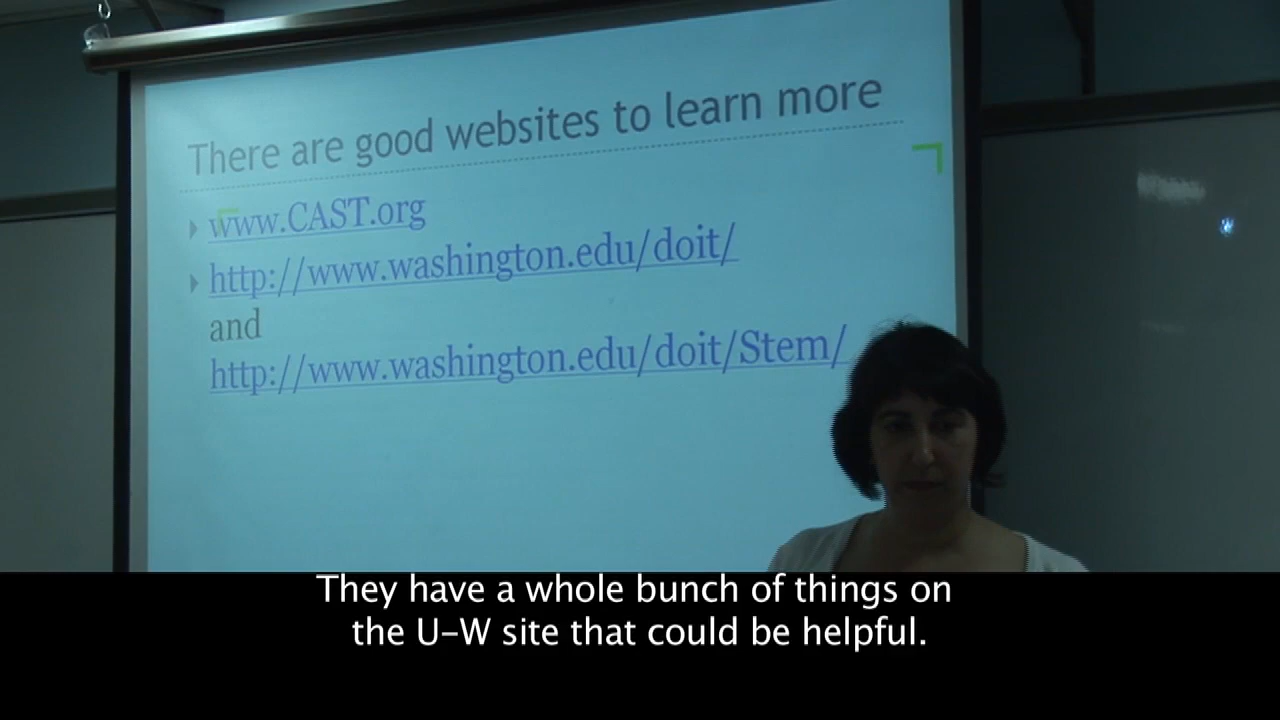 There are good websites to learn more
www.CAST.org
http://www.washington.edu/doit/
and
http://www.washington.edu/doit/Stem/
They have a whole bunch of things on
the U-W site that could be helpful.